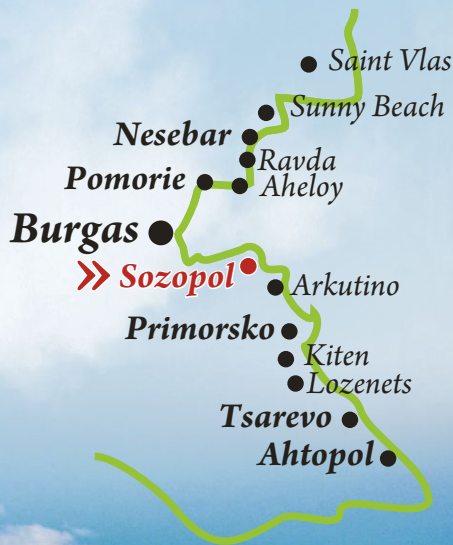 Saint Vlas
Sunny Beach
Nesebar
Ravda
Pomorie
Aheloy
Burgas
» Sozopol
Arkutino
Primorsko
Kiten
Lozenets
Tsarevo
Ahtopol